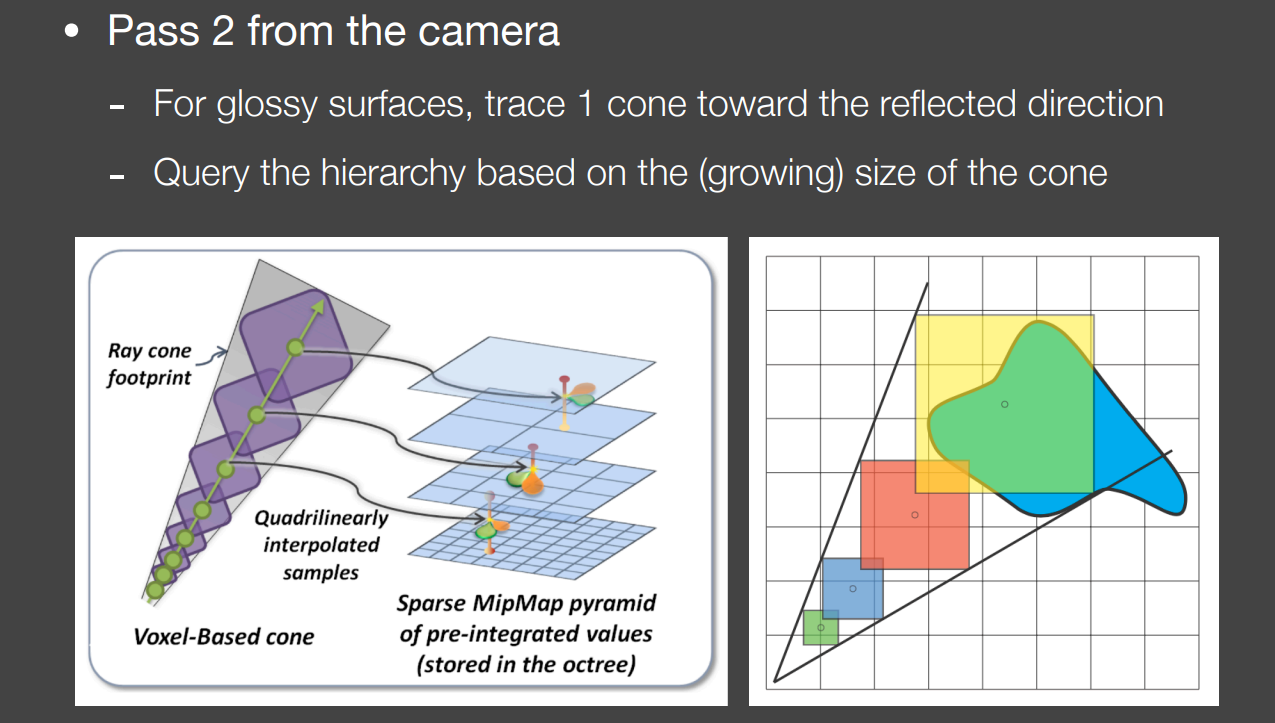 • Pass 2 from the camera
- For glossy surfaces, trace 1 cone toward the reflected direction
- Query the hierarchy based on the (growing) size of the cone
Ray cone
footprint
Quadrilinearly
interpolated
samples
Voxel-Based cone
Sparse MipMap pyramid
of pre-integrated values
(stored in the octree)